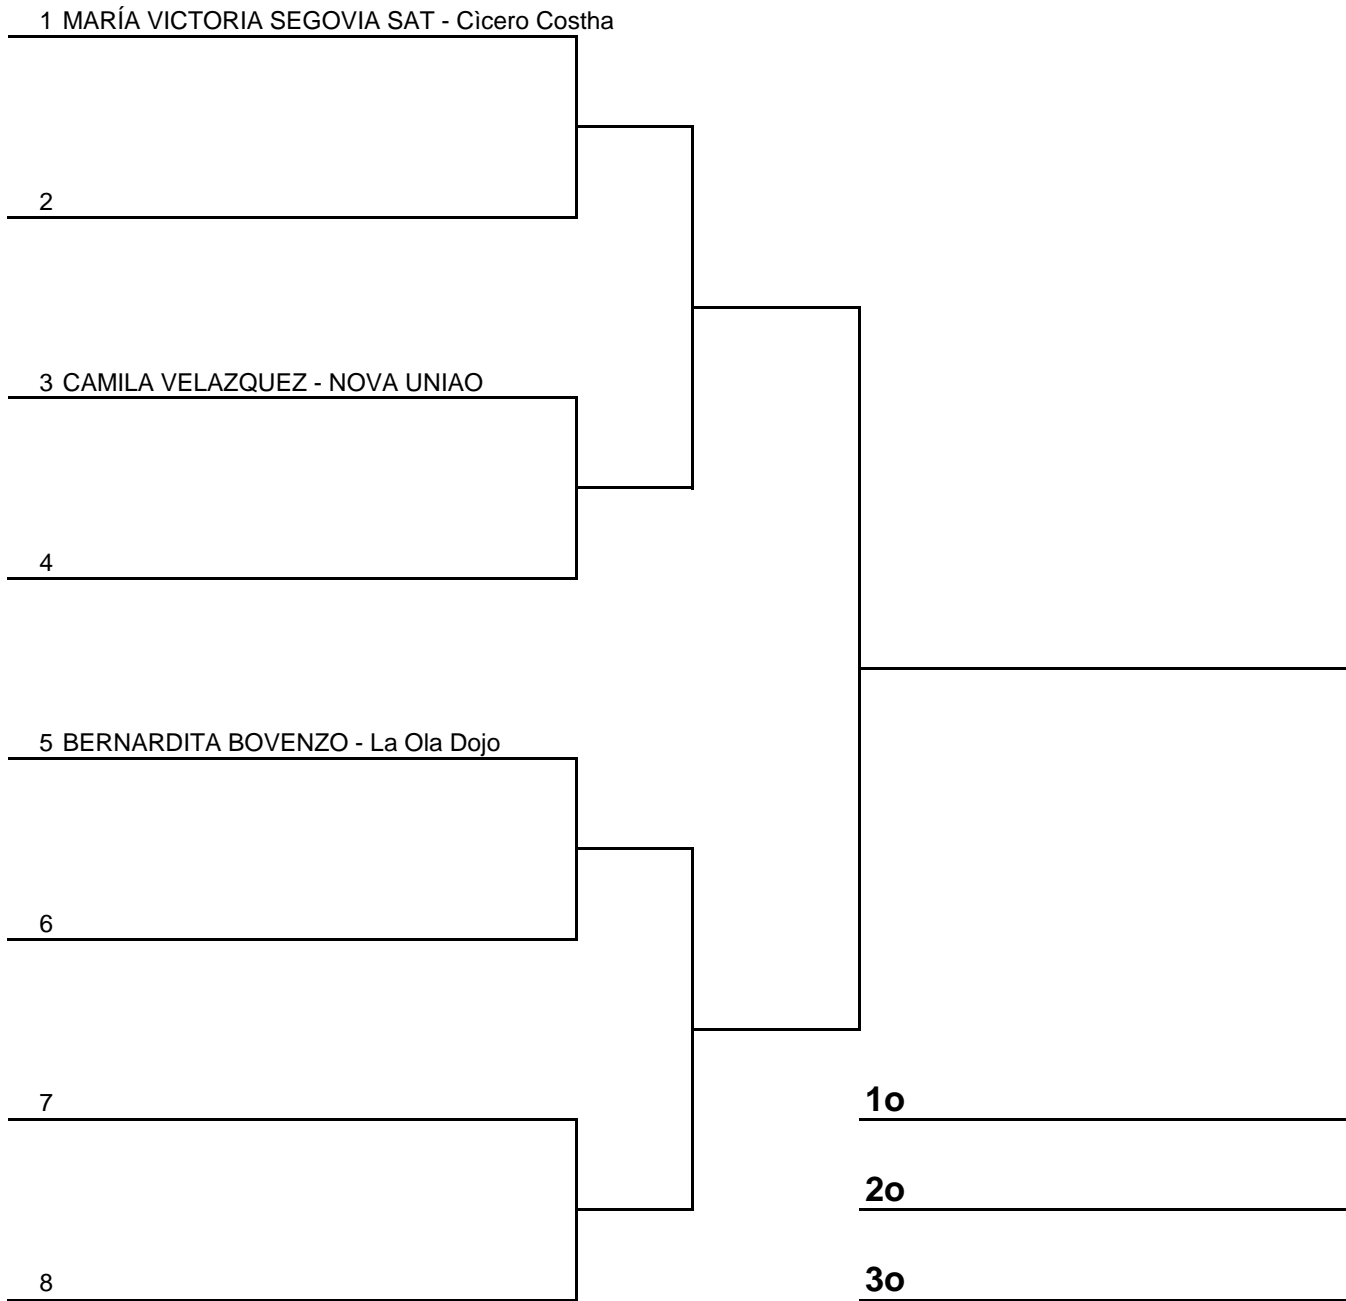 1 MARÍA VICTORIA SEGOVIA SAT - Cìcero Costha
2
3 CAMILA VELAZQUEZ - NOVA UNIAO
4
5 BERNARDITA BOVENZO - La Ola Dojo
6
7
1o
2o
8
3o